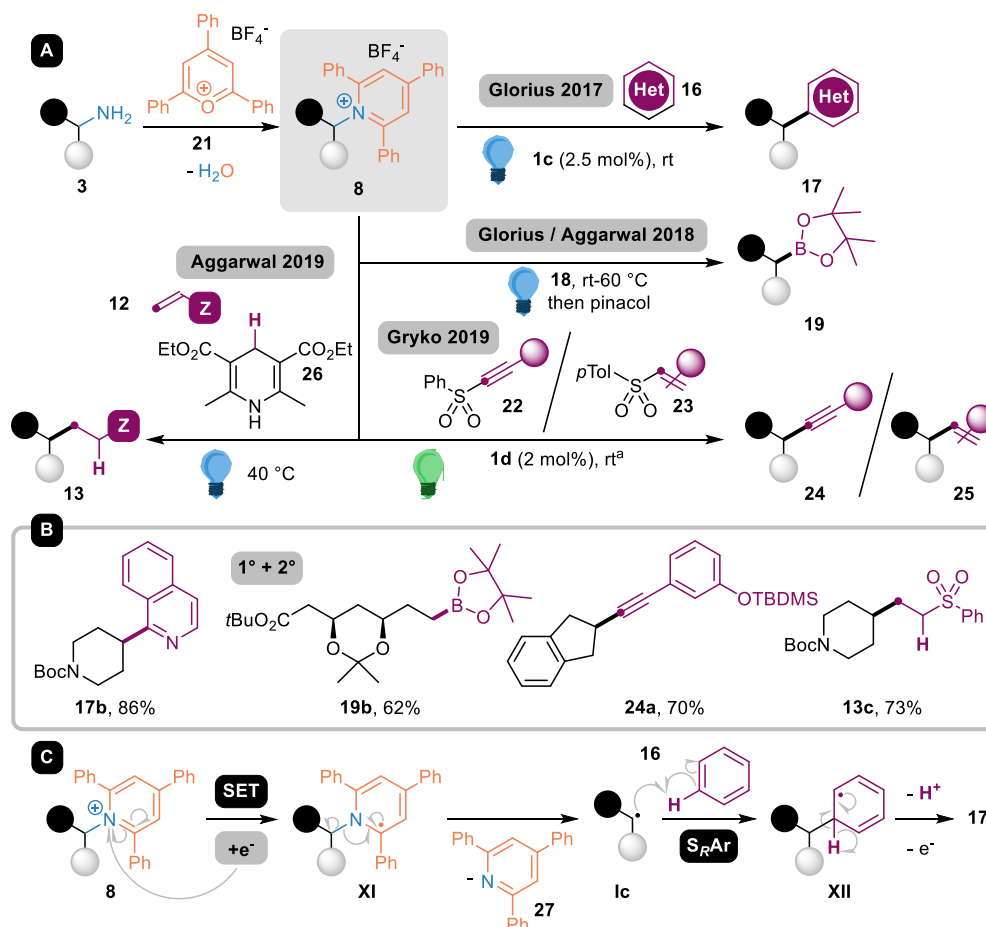 A
Ph
BF4-
Ph
O
Ph
NH2
21
- H2O
3
BF4-
Ph
Ph
N
Ph
8
Glorius 2017
Het
16
1c (2.5 mol%), rt
Het
17
Glorius / Aggarwal 2018
18, rt-60 °C
then pinacol
B
O
O
19
Aggarwal 2019
12
Z
H
EtO2C
CO2Et
26
N
H
Gryko 2019
Ph
S
O
O
22
pTol
S
O
O
23
Z
H
13
40 °C
1d (2 mol%), rta
24
25
B
1° + 2°
N
BocN
17b, 86%
tBuO
O
O
O
B
O
O
19b, 62%
OTBDMS
24a, 70%
O
O
S
Ph
H
BocN
13c, 73%
C
Ph
Ph
N
Ph
8
SET
+e-
Ph
Ph
N
Ph
XI
Ph
Ph
-
N
27
Ph
16
H
Ic
SRAr
H
XII
- H+
- e-
17